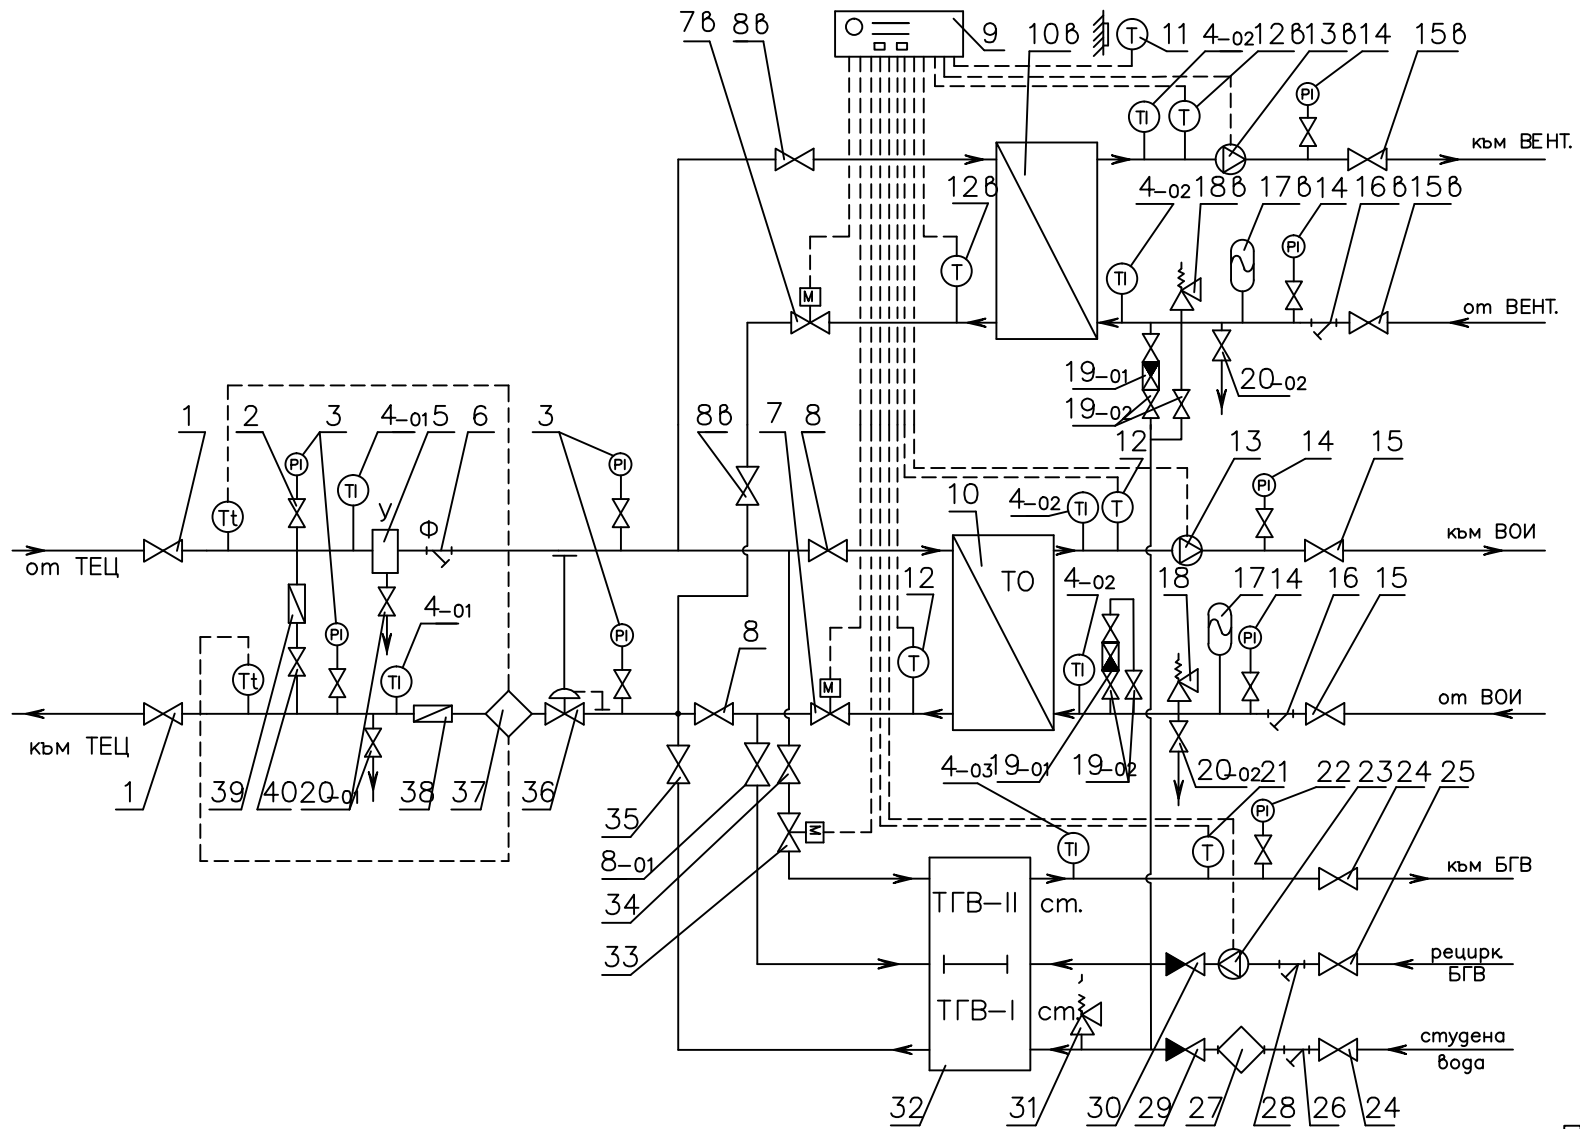 7в
8в
9
10в
T
11
4-02
12в
13в
14
15в
PI
TI
T
към ВЕНТ.
12в
4-02
18в
17в
14
16в
15в
PI
T
TI
M
от ВЕНТ.
19-01
20-02
19-02
1
2
3
4-01
5
6
3
8в
7
8
12
13
14
15
PI
TI
PI
10
4-02
TI
T
PI
Tt
У
Ф
към ВОИ
от ТЕЦ
ТО
12
4-02
18
17
14
16
15
4-01
8
PI
PI
T
TI
PI
Tt
TI
M
от ВОИ
към ТЕЦ
4-03
19-01
19-02
20-02
21
22
23
24
25
1
39
40
20-01
38
37
36
35
PI
M
TI
T
8-01
към БГВ
34
ТГВ-II ст.
33
рецирк.
БГВ
ТГВ-I ст.
студена
вода
32
31
30
29
27
28
26
24